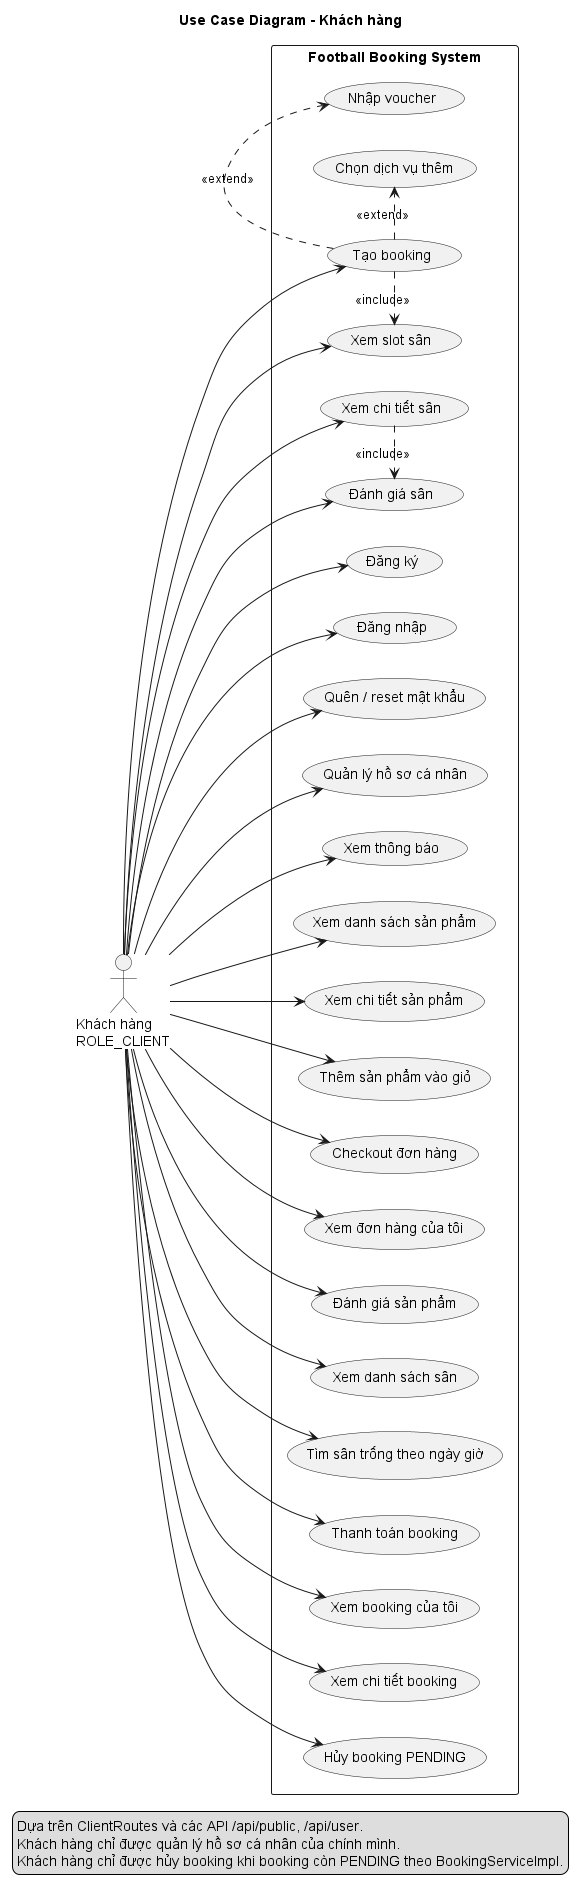 Use Case Diagram - Khách hàng
Football Booking System
Nhập voucher
Chọn dịch vụ thêm
«extend»
«extend»
Tạo booking
«include»
Xem slot sân
Xem chi tiết sân
«include»
Đánh giá sân
Đăng ký
Đăng nhập
Quên / reset mật khẩu
Quản lý hồ sơ cá nhân
Xem thông báo
Xem danh sách sản phẩm
Xem chi tiết sản phẩm
Khách hàng
ROLE_CLIENT
Thêm sản phẩm vào giỏ
Checkout đơn hàng
Xem đơn hàng của tôi
Đánh giá sản phẩm
Xem danh sách sân
Tìm sân trống theo ngày giờ
Thanh toán booking
Xem booking của tôi
Xem chi tiết booking
Hủy booking PENDING
Dựa trên ClientRoutes và các API /api/public, /api/user.
Khách hàng chỉ được quản lý hồ sơ cá nhân của chính mình.
Khách hàng chỉ được hủy booking khi booking còn PENDING theo BookingServiceImpl.